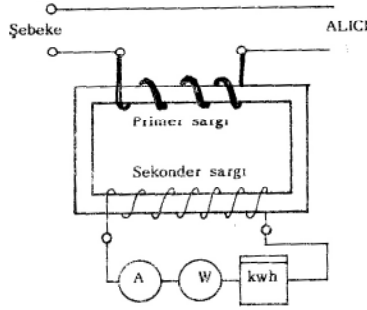 Şebeke
ALICI
Primer sargı
Sekonder sargı
A
W
kwh